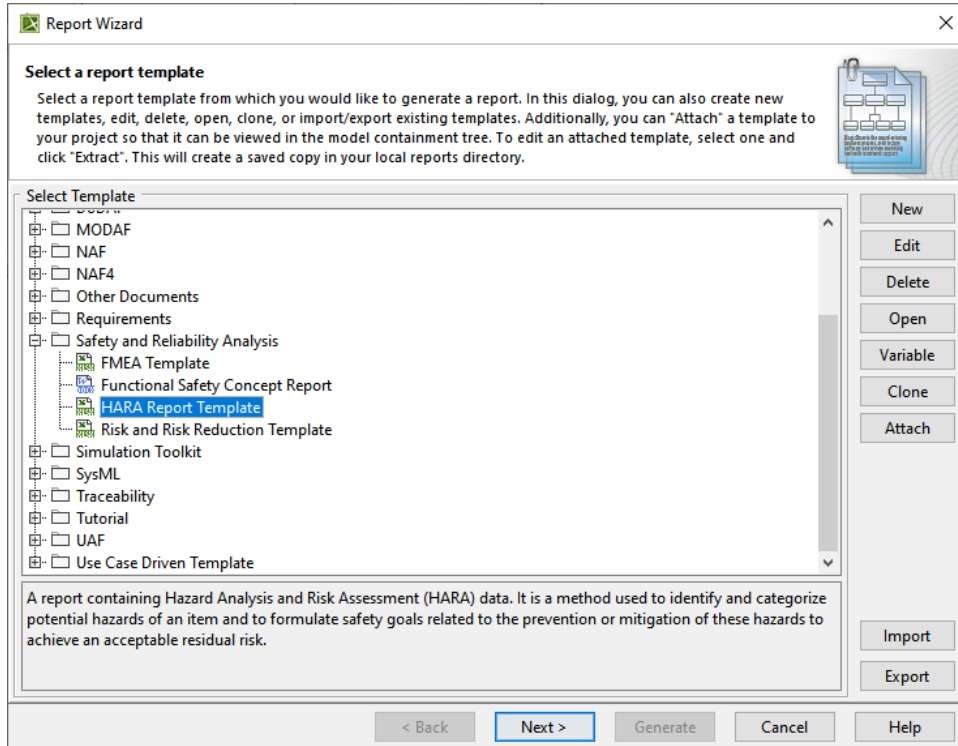 Report Wizard
Select a report template
Select a report template from which you would like to generate a report. In this dialog, you can also create new
templates, edit, delete, open, clone, or import/export existing templates. Additionally, you can "Attach" a template to
your project so that it can be viewed in the model containment tree. To edit an attached template, select one and
click "Extract". This will create a saved copy in your local reports directory.
Select Template
MODAF
NAF
NAF4
Other Documents
Requirements
Safety and Reliability Analysis
FMEA Template
Functional Safety Concept Report
HARA Report Template
Risk and Risk Reduction Template
Simulation Toolkit
SysML
Traceability
Tutorial
UAF
Use Case Driven Template
New
Edit
Delete
Open
Variable
Clone
Attach
A report containing Hazard Analysis and Risk Assessment (HARA) data. It is a method used to identify and categorize
potential hazards of an item and to formulate safety goals related to the prevention or mitigation of these hazards to
achieve an acceptable residual risk.
Import
Export
< Back
Next >
Generate
Cancel
Help